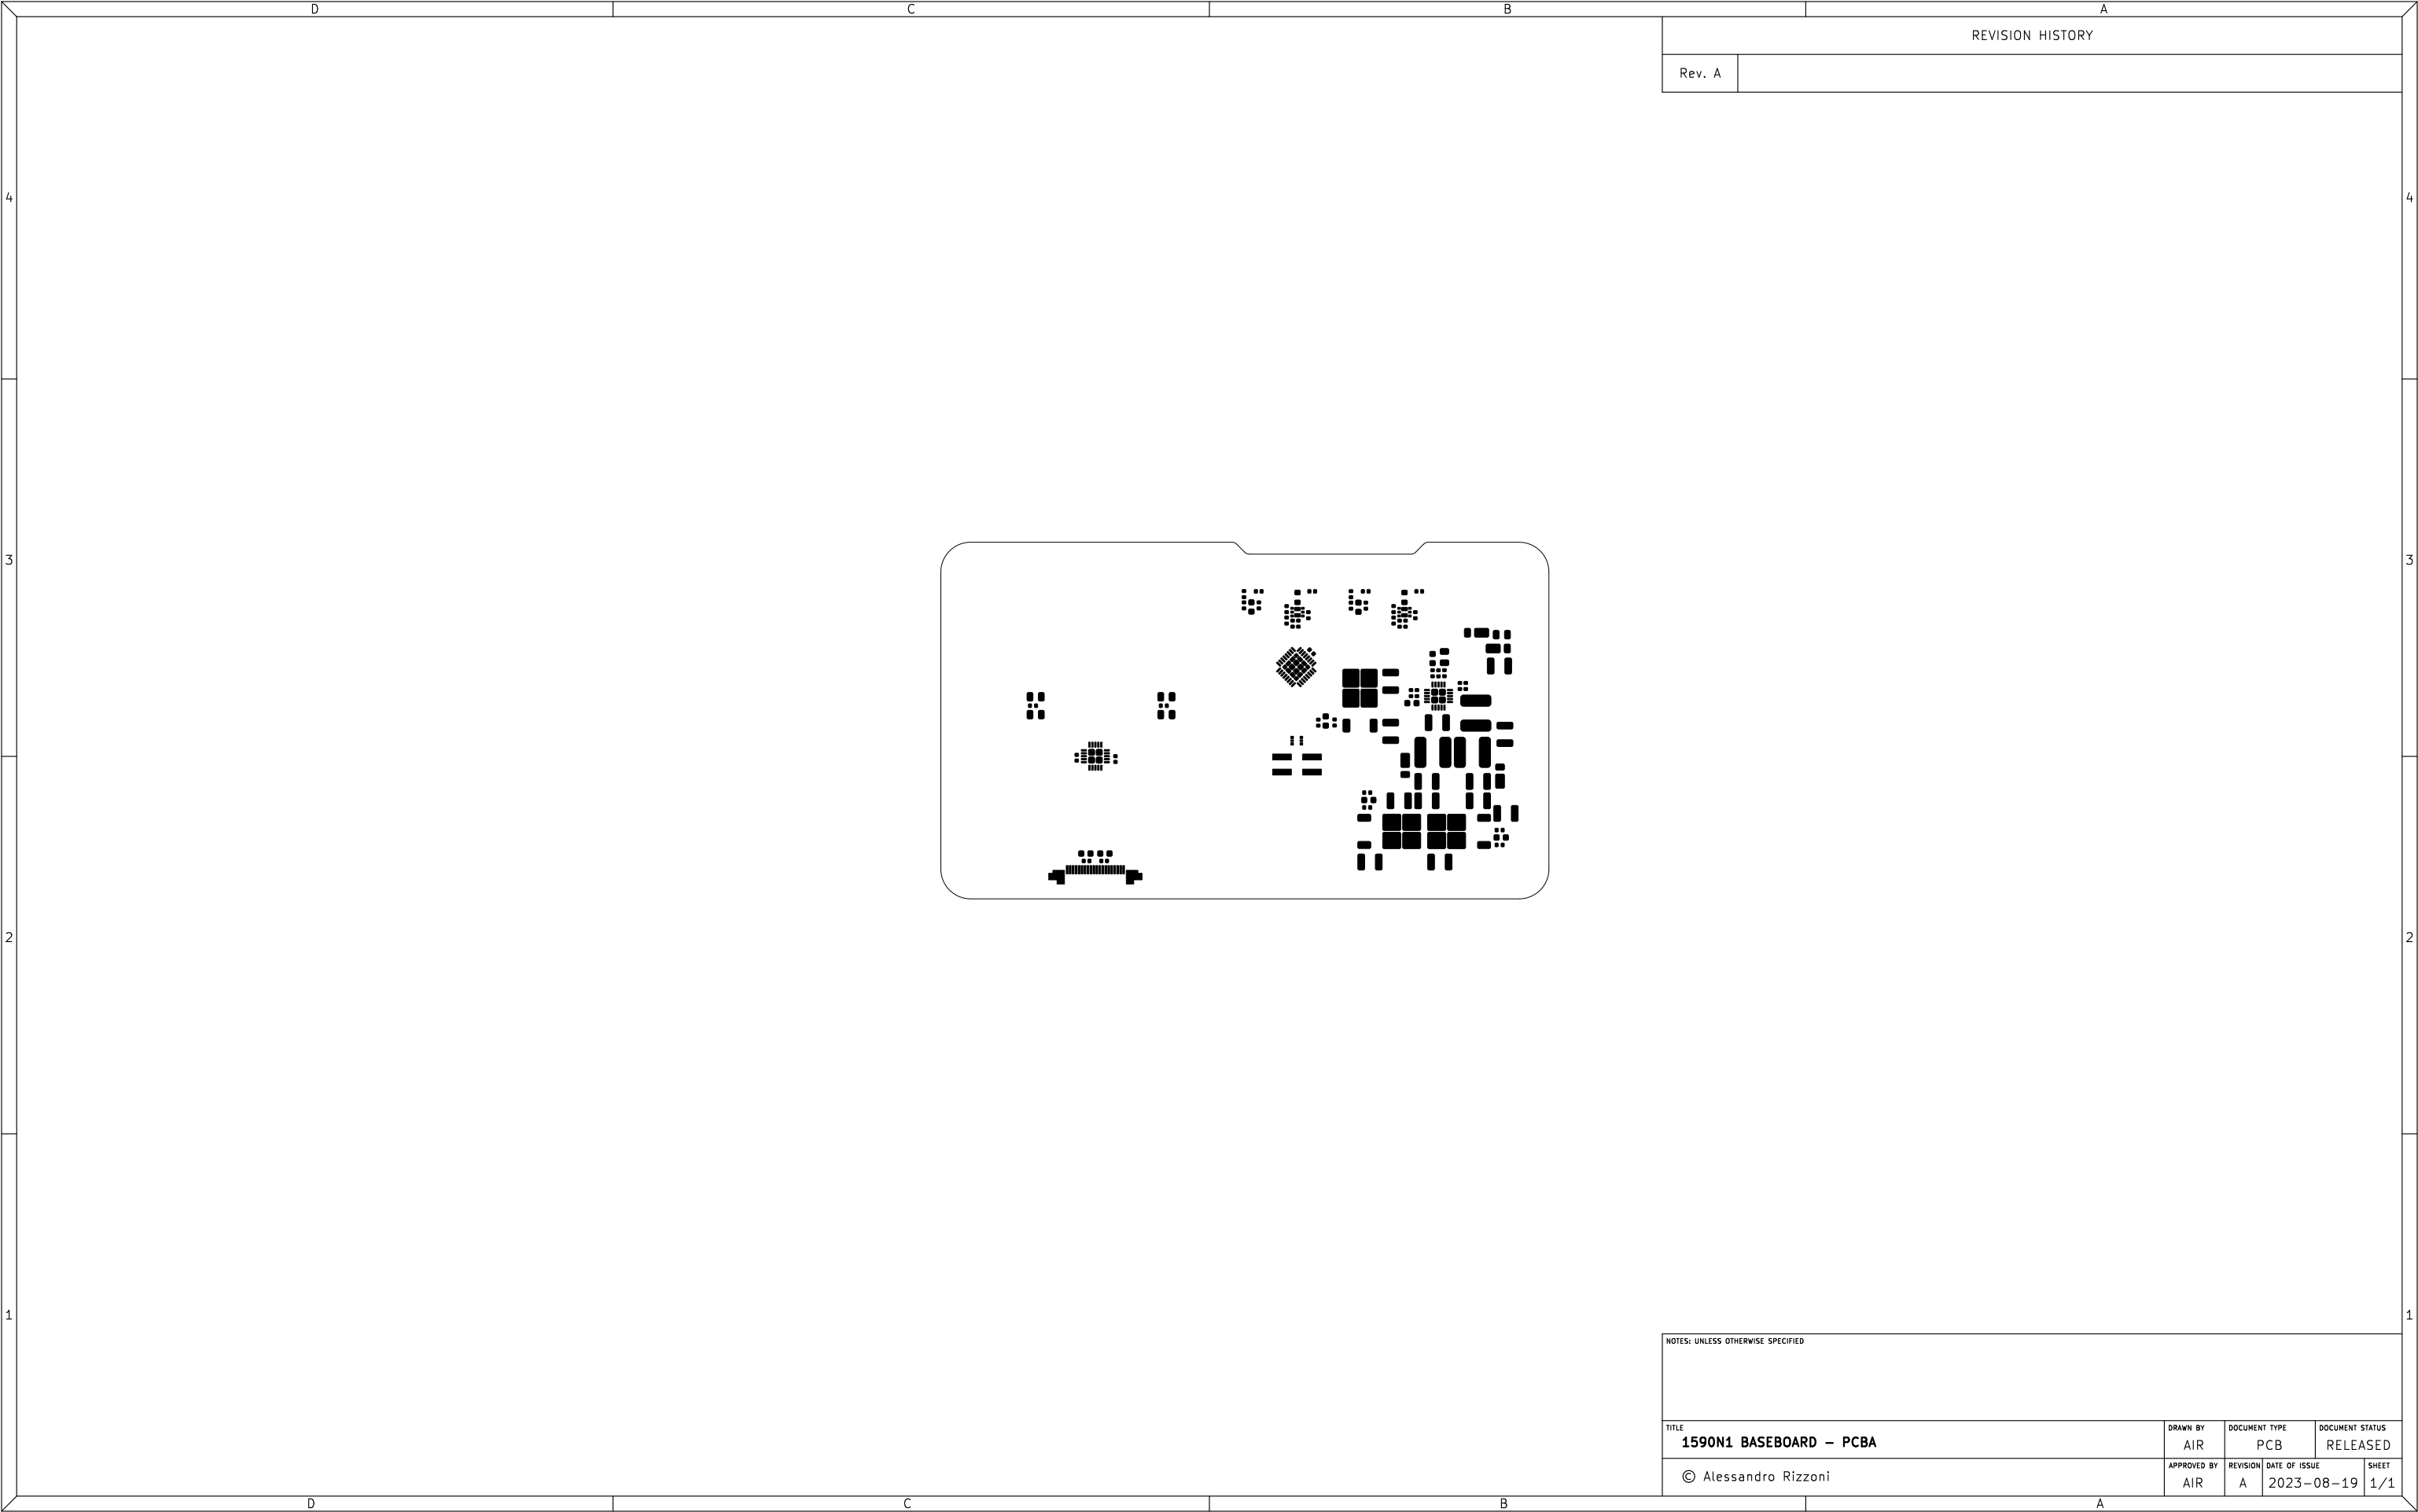 D C B A
REVISION HISTORY
Rev. A
4 4
3 3
2 2
1 1
NOTES: UNLESS OTHERWISE SPECIFIED
TITLE
1590N1 BASEBOARD - PCBA
DRAWN BY
AIR
DOCUMENT TYPE
PCB
DOCUMENT STATUS
RELEASED
© Alessandro Rizzoni
APPROVED BY
AIR
REVISION
A
DATE OF ISSUE
2023-08-19
SHEET
1/1
D C B A